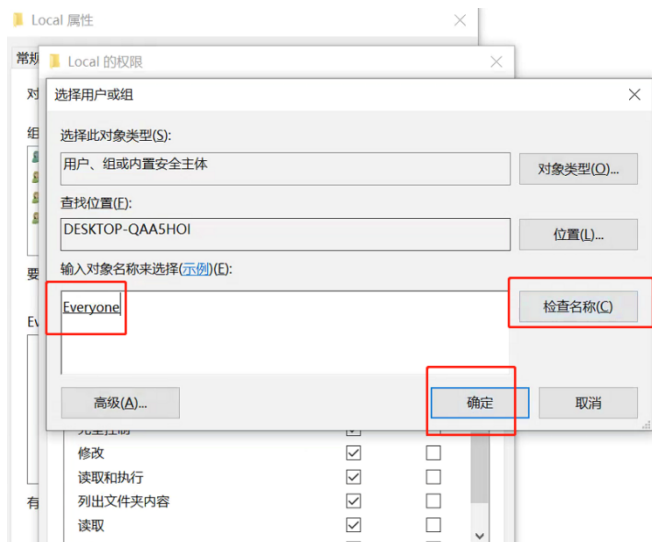 Local 属性
常规
Local 的权限
对
选择用户或组
组
选择此对象类型(S):
用户、组或内置安全主体
对象类型(O)...
查找位置(F):
DESKTOP-QAA5HOI
位置(L)...
要
输入对象名称来选择(示例)(E):
Everyone
检查名称(C)
Ev
高级(A)...
确定
取消
完全控制
修改
读取和执行
有
列出文件夹内容
读取